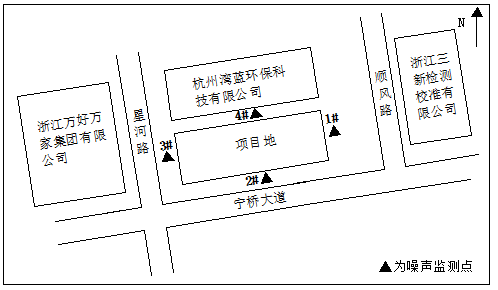 N
杭州湾蓝环保科
技有限公司
浙江三
新检测
校准有
限公司
顺风路
星河路
浙江万好万
家集团有限
公司
4#
1#
3#
项目地
2#
宁桥大道
▲为噪声监测点